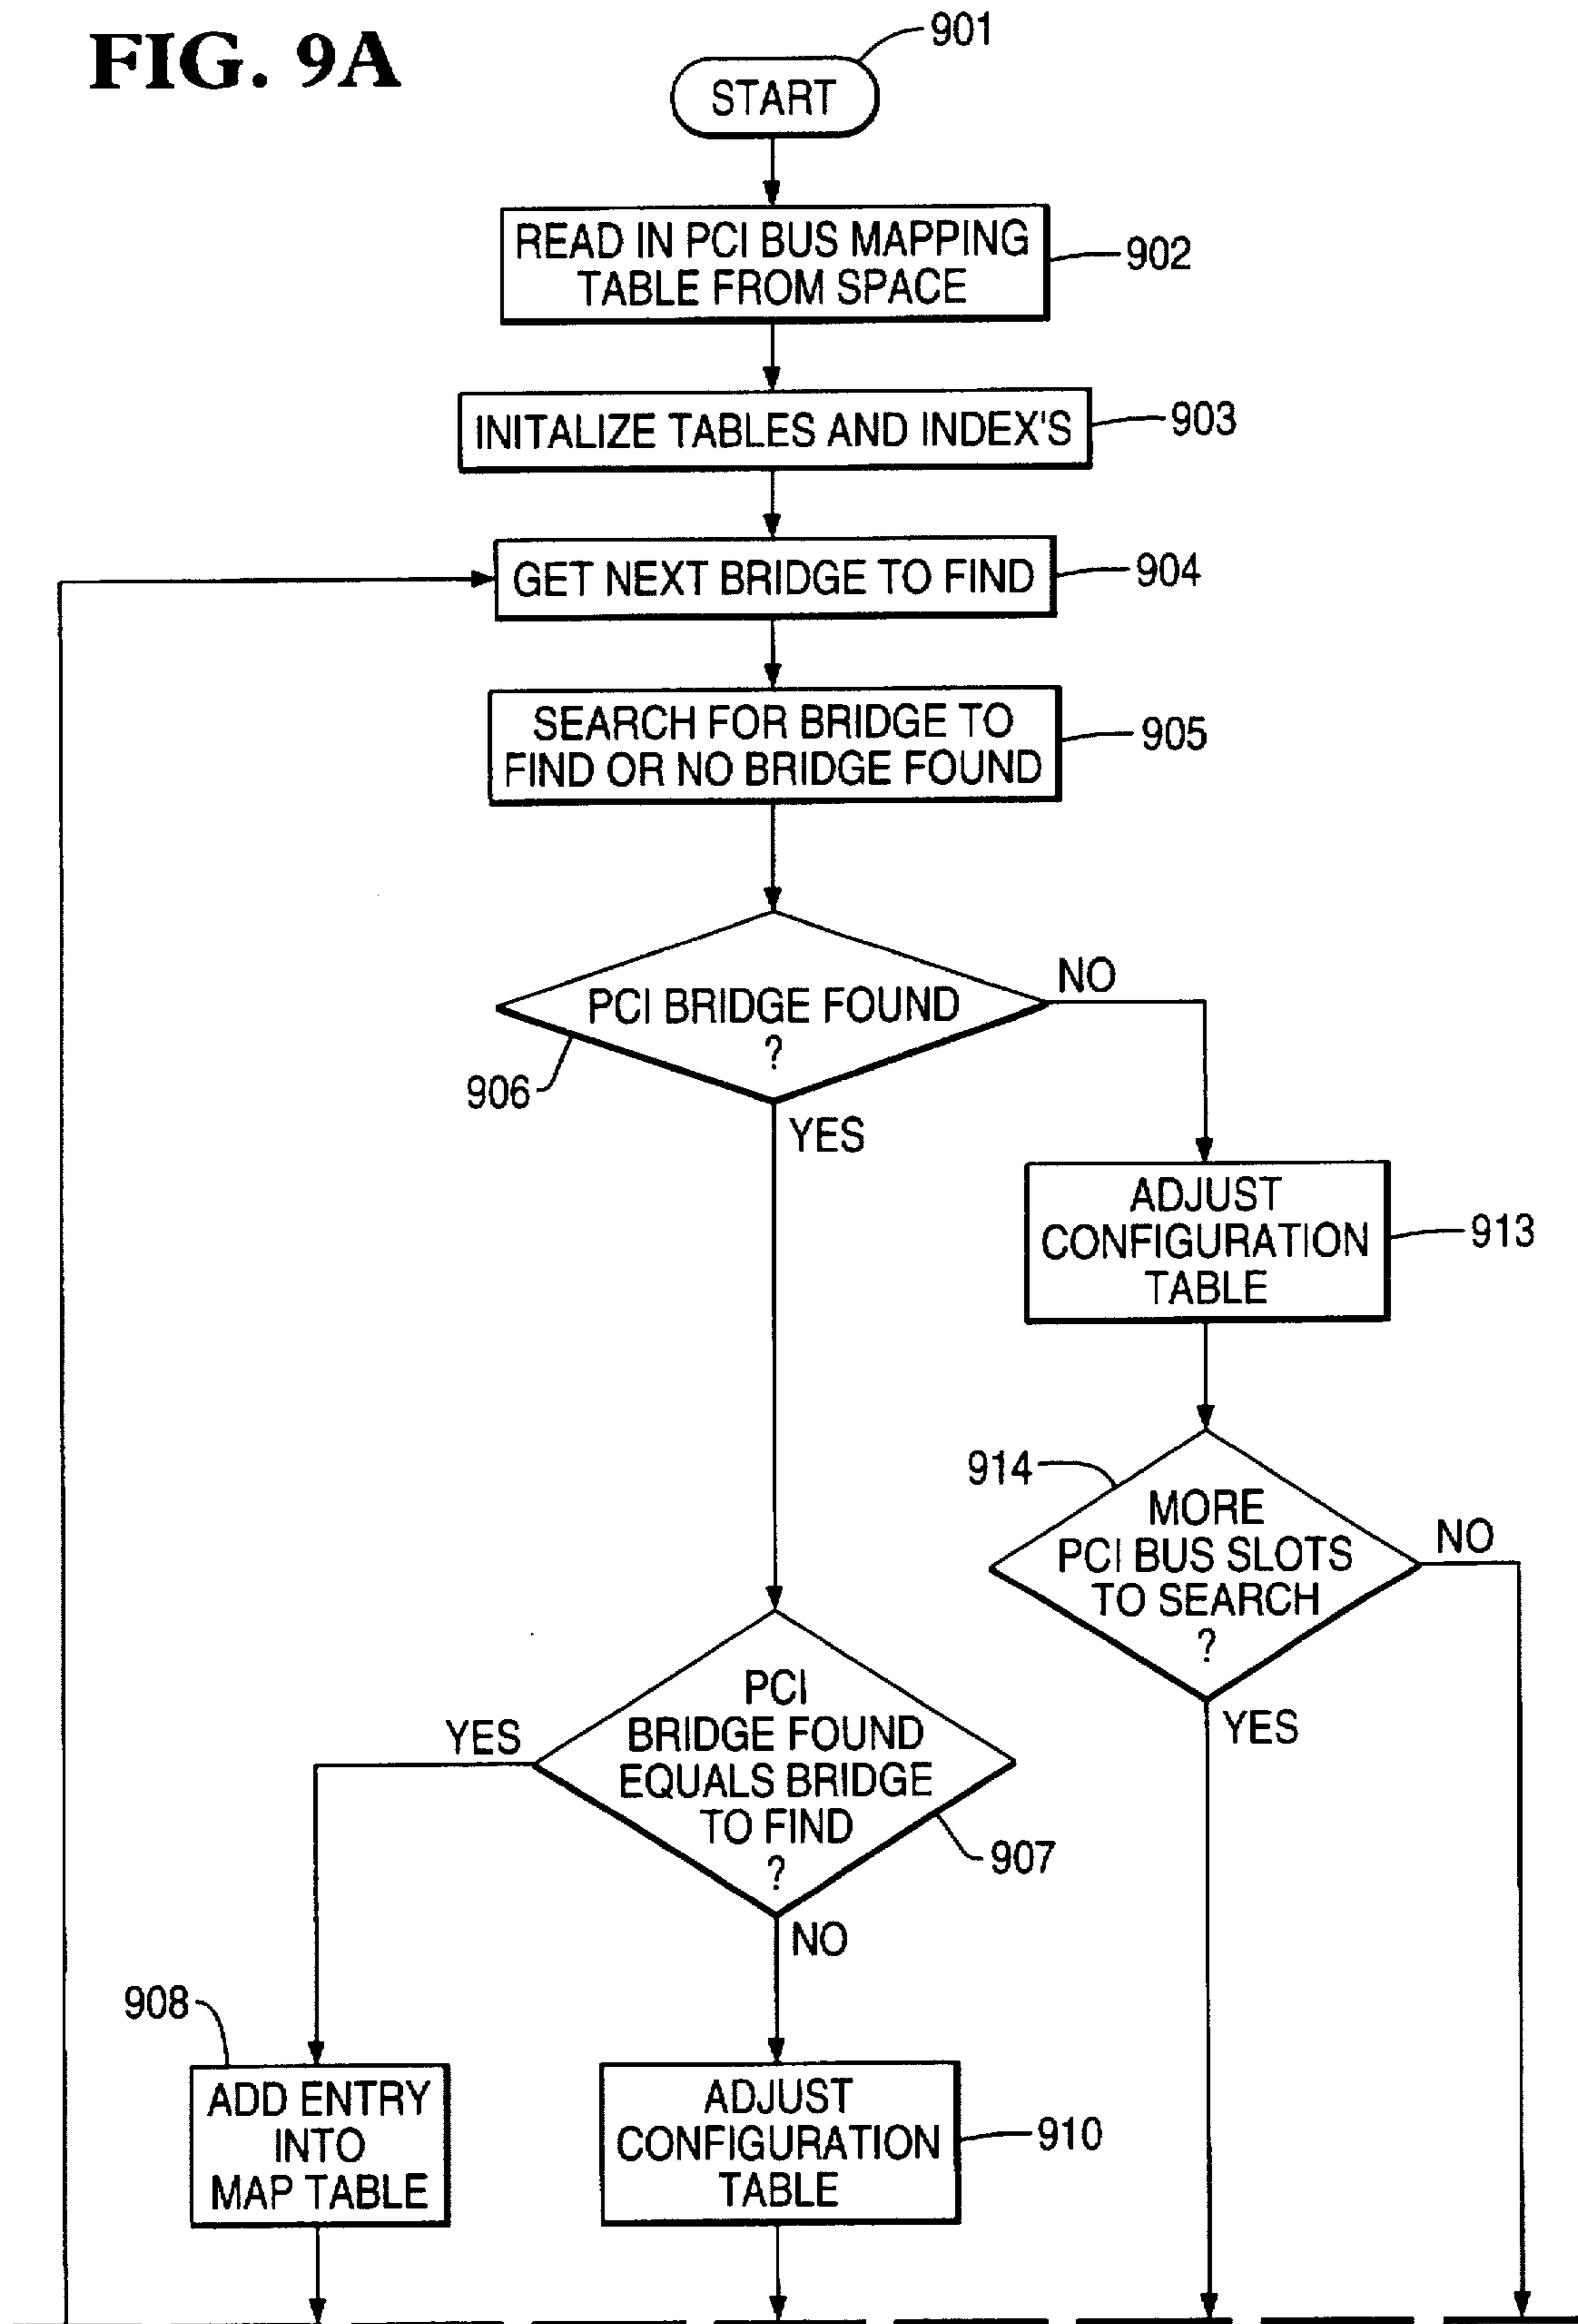 FIG. 9A
901
START
READ IN PCI BUS MAPPING
TABLE FROM SPACE
902
INITALIZE TABLES AND INDEX'S
903
GET NEXT BRIDGE TO FIND
904
SEARCH FOR BRIDGE TO
FIND OR NO BRIDGE FOUND
905
PCI BRIDGE FOUND
?
NO
906
YES
ADJUST
CONFIGURATION
TABLE
913
914
MORE
PCI BUS SLOTS
TO SEARCH
?
NO
YES
PCI
BRIDGE FOUND
EQUALS BRIDGE
TO FIND
?
YES
907
NO
908
ADD ENTRY
INTO
MAP TABLE
ADJUST
CONFIGURATION
TABLE
910